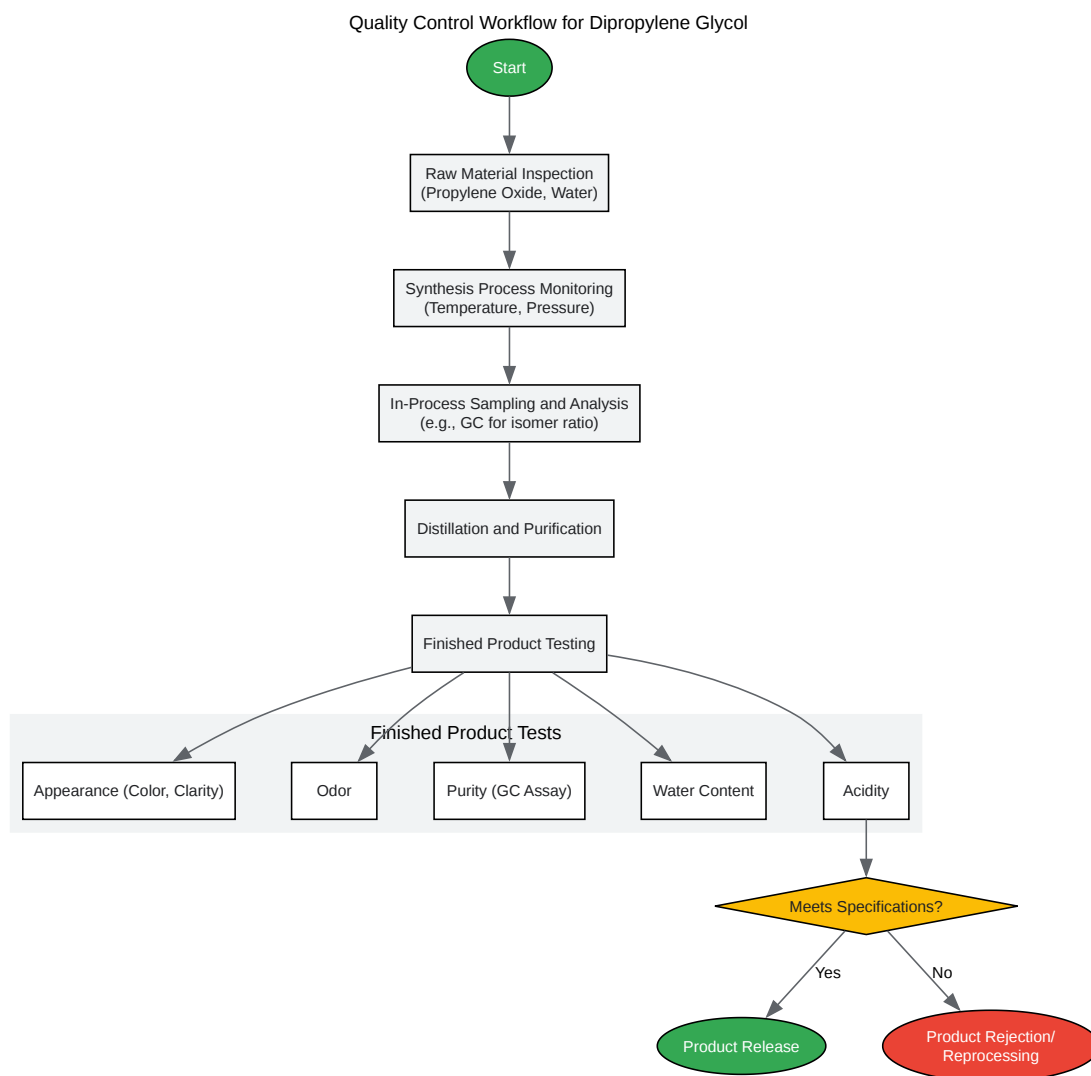 Quality Control Workflow for Dipropylene Glycol
Start
Raw Material Inspection
(Propylene Oxide, Water)
Synthesis Process Monitoring
(Temperature, Pressure)
In-Process Sampling and Analysis
(e.g., GC for isomer ratio)
Distillation and Purification
Finished Product Testing
Finished Product Tests
Appearance (Color, Clarity)
Odor
Purity (GC Assay)
Water Content
Acidity
Meets Specifications?
Yes
No
Product Release
Product Rejection/
Reprocessing